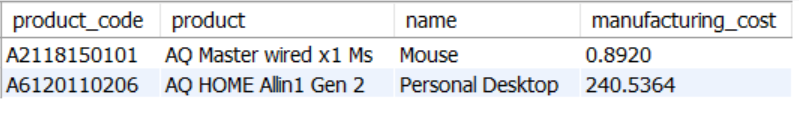 product_code product name manufacturing_cost
A2118150101 AQ Master wired x1 Ms Mouse 0.8920
A6120110206 AQ HOME Allin1 Gen 2 Personal Desktop 240.5364